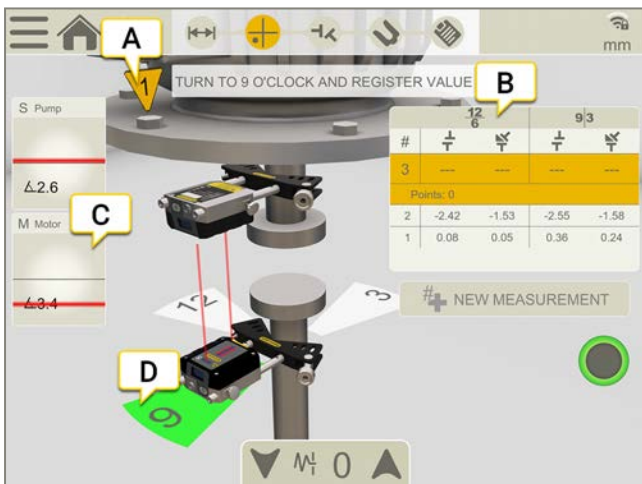 mm
A
1
TURN TO 9 O'CLOCK AND REGISTER VALUE
B
S Pump
∡2.6
C
M Motor
∡3.4
12
6
9 3
#
3 --- --- --- ---
Points: 0
2 -2.42 -1.53 -2.55 -1.58
1 0.08 0.05 0.36 0.24
# NEW MEASUREMENT
12
3
D
9
0